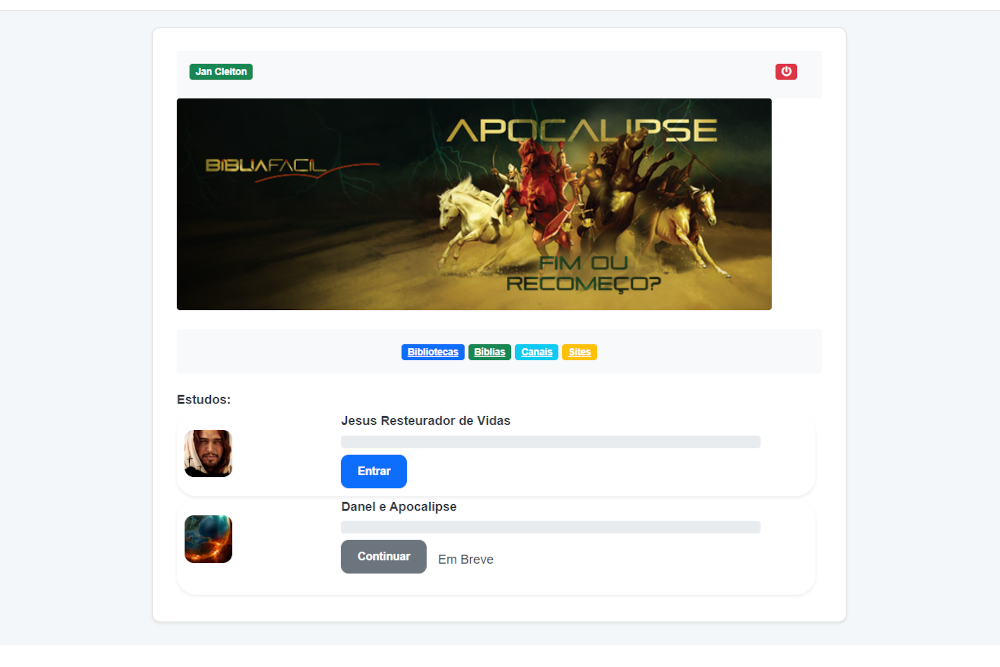 Jan Cleiton
APOCALIPSE
BIBLIAFACIL
FIM OU
RECOMEÇO?
Bibliotecas Bíblias Canais Sites
Estudos:
Jesus Resteurador de Vidas
Entrar
Danel e Apocalipse
Continuar Em Breve